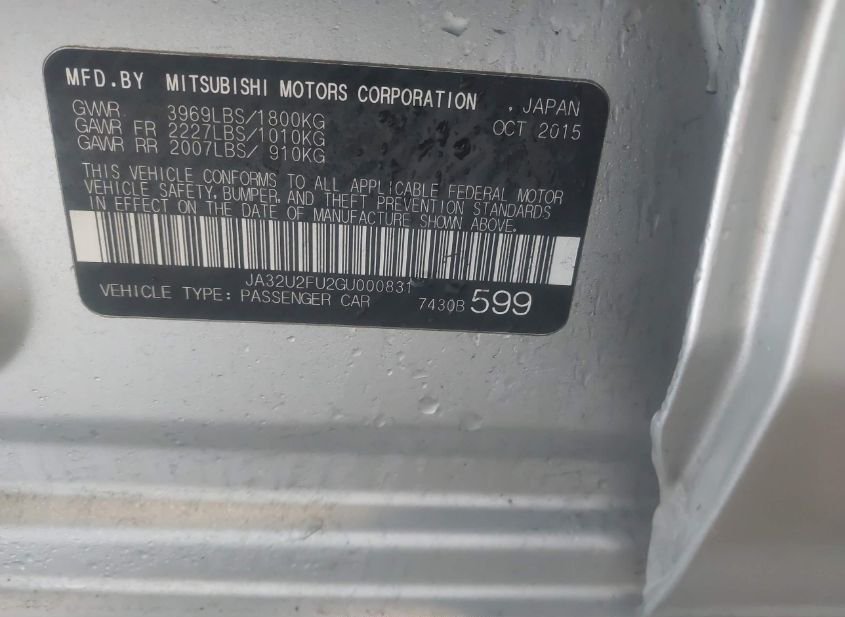 MFD.BY MITSUBISHI MOTORS CORPORATION , JAPAN
GVWR. 3969LBS/1800KG OCT 2015
GAWR FR 2227LBS/1010KG
GAWR RR 2007LBS/ 910KG
THIS VEHICLE CONFORMS TO ALL APPLICABLE FEDERAL MOTOR
VEHICLE SAFETY, BUMPER, AND THEFT PREVENTION STANDARDS
IN EFFECT ON THE DATE OF MANUFACTURE SHOWN ABOVE.
JA32U2FU2GU000831
VEHICLE TYPE: PASSENGER CAR 7430B 599